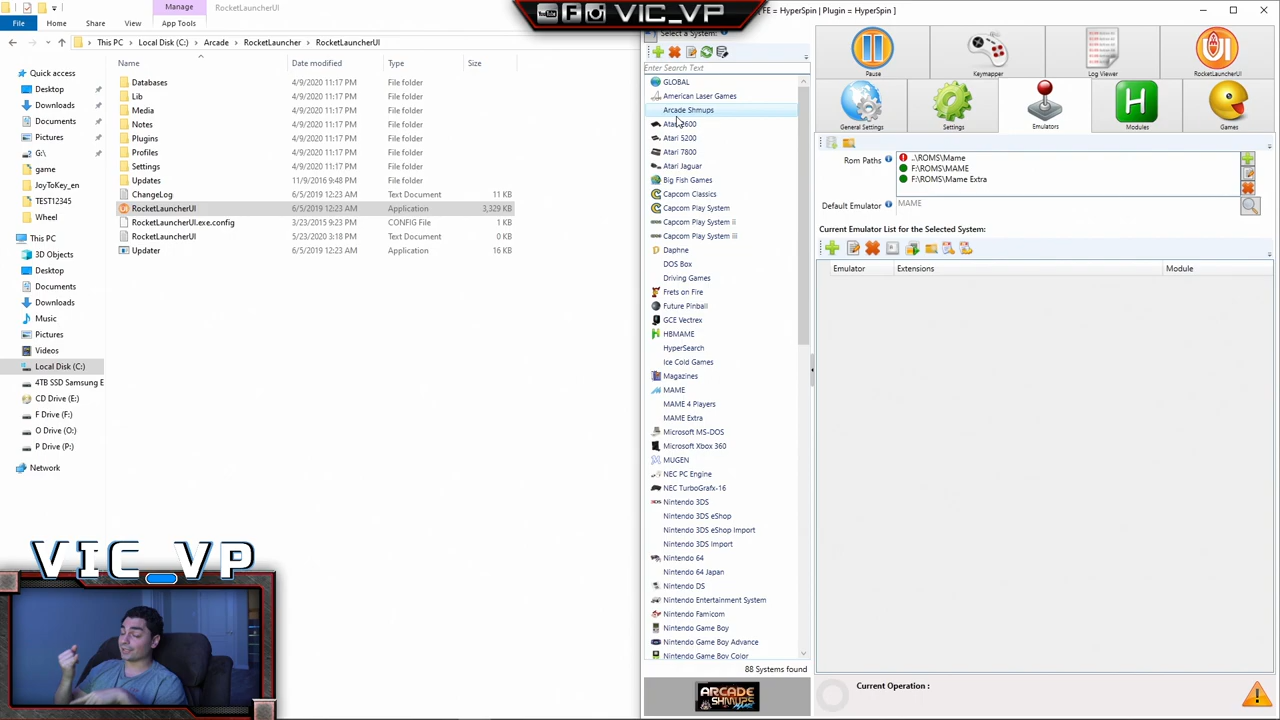 Manage
RocketLauncherUI
File
Home
Share
View
App Tools
This PC
Local Disk (C:)
Arcade
RocketLauncher
RocketLauncherUI
Name
Date modified
Type
Size
Quick access
Desktop
Downloads
Documents
Pictures
G:\
game
JoyToKey_en
TEST12345
Wheel
This PC
3D Objects
Desktop
Documents
Downloads
Music
Pictures
Videos
Local Disk (C:)
4TB SSD Samsung E
CD Drive (E:)
F Drive (F:)
O Drive (O:)
P Drive (P:)
Network
Databases 4/9/2020 11:17 PM File folder
Lib 4/9/2020 11:17 PM File folder
Media 4/9/2020 11:17 PM File folder
Notes 4/9/2020 11:17 PM File folder
Plugins 4/9/2020 11:17 PM File folder
Profiles 4/9/2020 11:17 PM File folder
Settings 4/9/2020 11:17 PM File folder
Updates 11/9/2016 9:48 PM File folder
ChangeLog 6/5/2019 12:23 AM Text Document 11 KB
RocketLauncherUI 6/5/2019 12:23 AM Application 3,329 KB
RocketLauncherUI.exe.config 3/23/2015 9:23 PM CONFIG File 1 KB
RocketLauncherUI 5/23/2020 3:18 PM Text Document 0 KB
Updater 6/5/2019 12:23 AM Application 16 KB
VIC_VP
VIC_VP
FE = HyperSpin | Plugin = HyperSpin ]
Select a System:
Enter Search Text
GLOBAL
American Laser Games
Arcade Shmups
Atari 2600
Atari 5200
Atari 7800
Atari Jaguar
Big Fish Games
Capcom Classics
Capcom Play System
Capcom Play System ii
Capcom Play System iii
Daphne
DOS Box
Driving Games
Frets on Fire
Future Pinball
GCE Vectrex
HBMAME
HyperSearch
Ice Cold Games
Magazines
MAME
MAME 4 Players
MAME Extra
Microsoft MS-DOS
Microsoft Xbox 360
MUGEN
NEC PC Engine
NEC TurboGrafx-16
Nintendo 3DS
Nintendo 3DS eShop
Nintendo 3DS eShop Import
Nintendo 3DS Import
Nintendo 64
Nintendo 64 Japan
Nintendo DS
Nintendo Entertainment System
Nintendo Famicom
Nintendo Game Boy
Nintendo Game Boy Advance
Nintendo Game Boy Color
88 Systems found
ARCADE
SHMUPS
MAME
Pause
Keymapper
Log Viewer
RocketLauncherUI
General Settings
Settings
Emulators
Modules
Games
Rom Paths
..\ROMS\Mame
F:\ROMS\MAME
F:\ROMS\Mame Extra
Default Emulator
MAME
Current Emulator List for the Selected System:
Emulator
Extensions
Module
Current Operation :